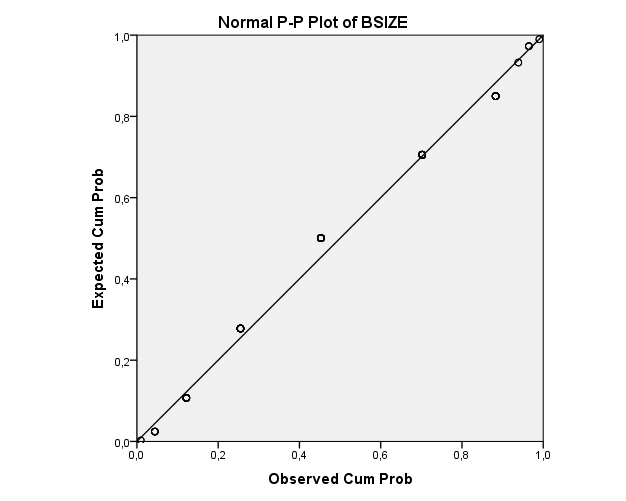 Normal P-P Plot of BSIZE
1,0
0,8
0,6
0,4
0,2
0,0
Expected Cum Prob
0,0 0,2 0,4 0,6 0,8 1,0
Observed Cum Prob